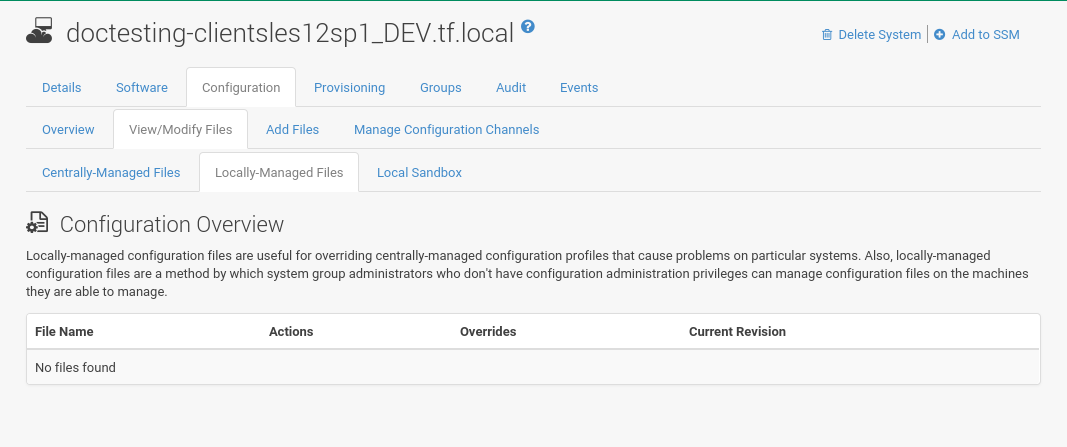 doctesting-clientsles12sp1_DEV.tf.local ?
Delete System | Add to SSM
Details Software Configuration Provisioning Groups Audit Events
Overview View/Modify Files Add Files Manage Configuration Channels
Centrally-Managed Files Locally-Managed Files Local Sandbox
Configuration Overview
Locally-managed configuration files are useful for overriding centrally-managed configuration profiles that cause problems on particular systems. Also, locally-managed
configuration files are a method by which system group administrators who don't have configuration administration privileges can manage configuration files on the machines
they are able to manage.
File Name Actions Overrides Current Revision
No files found